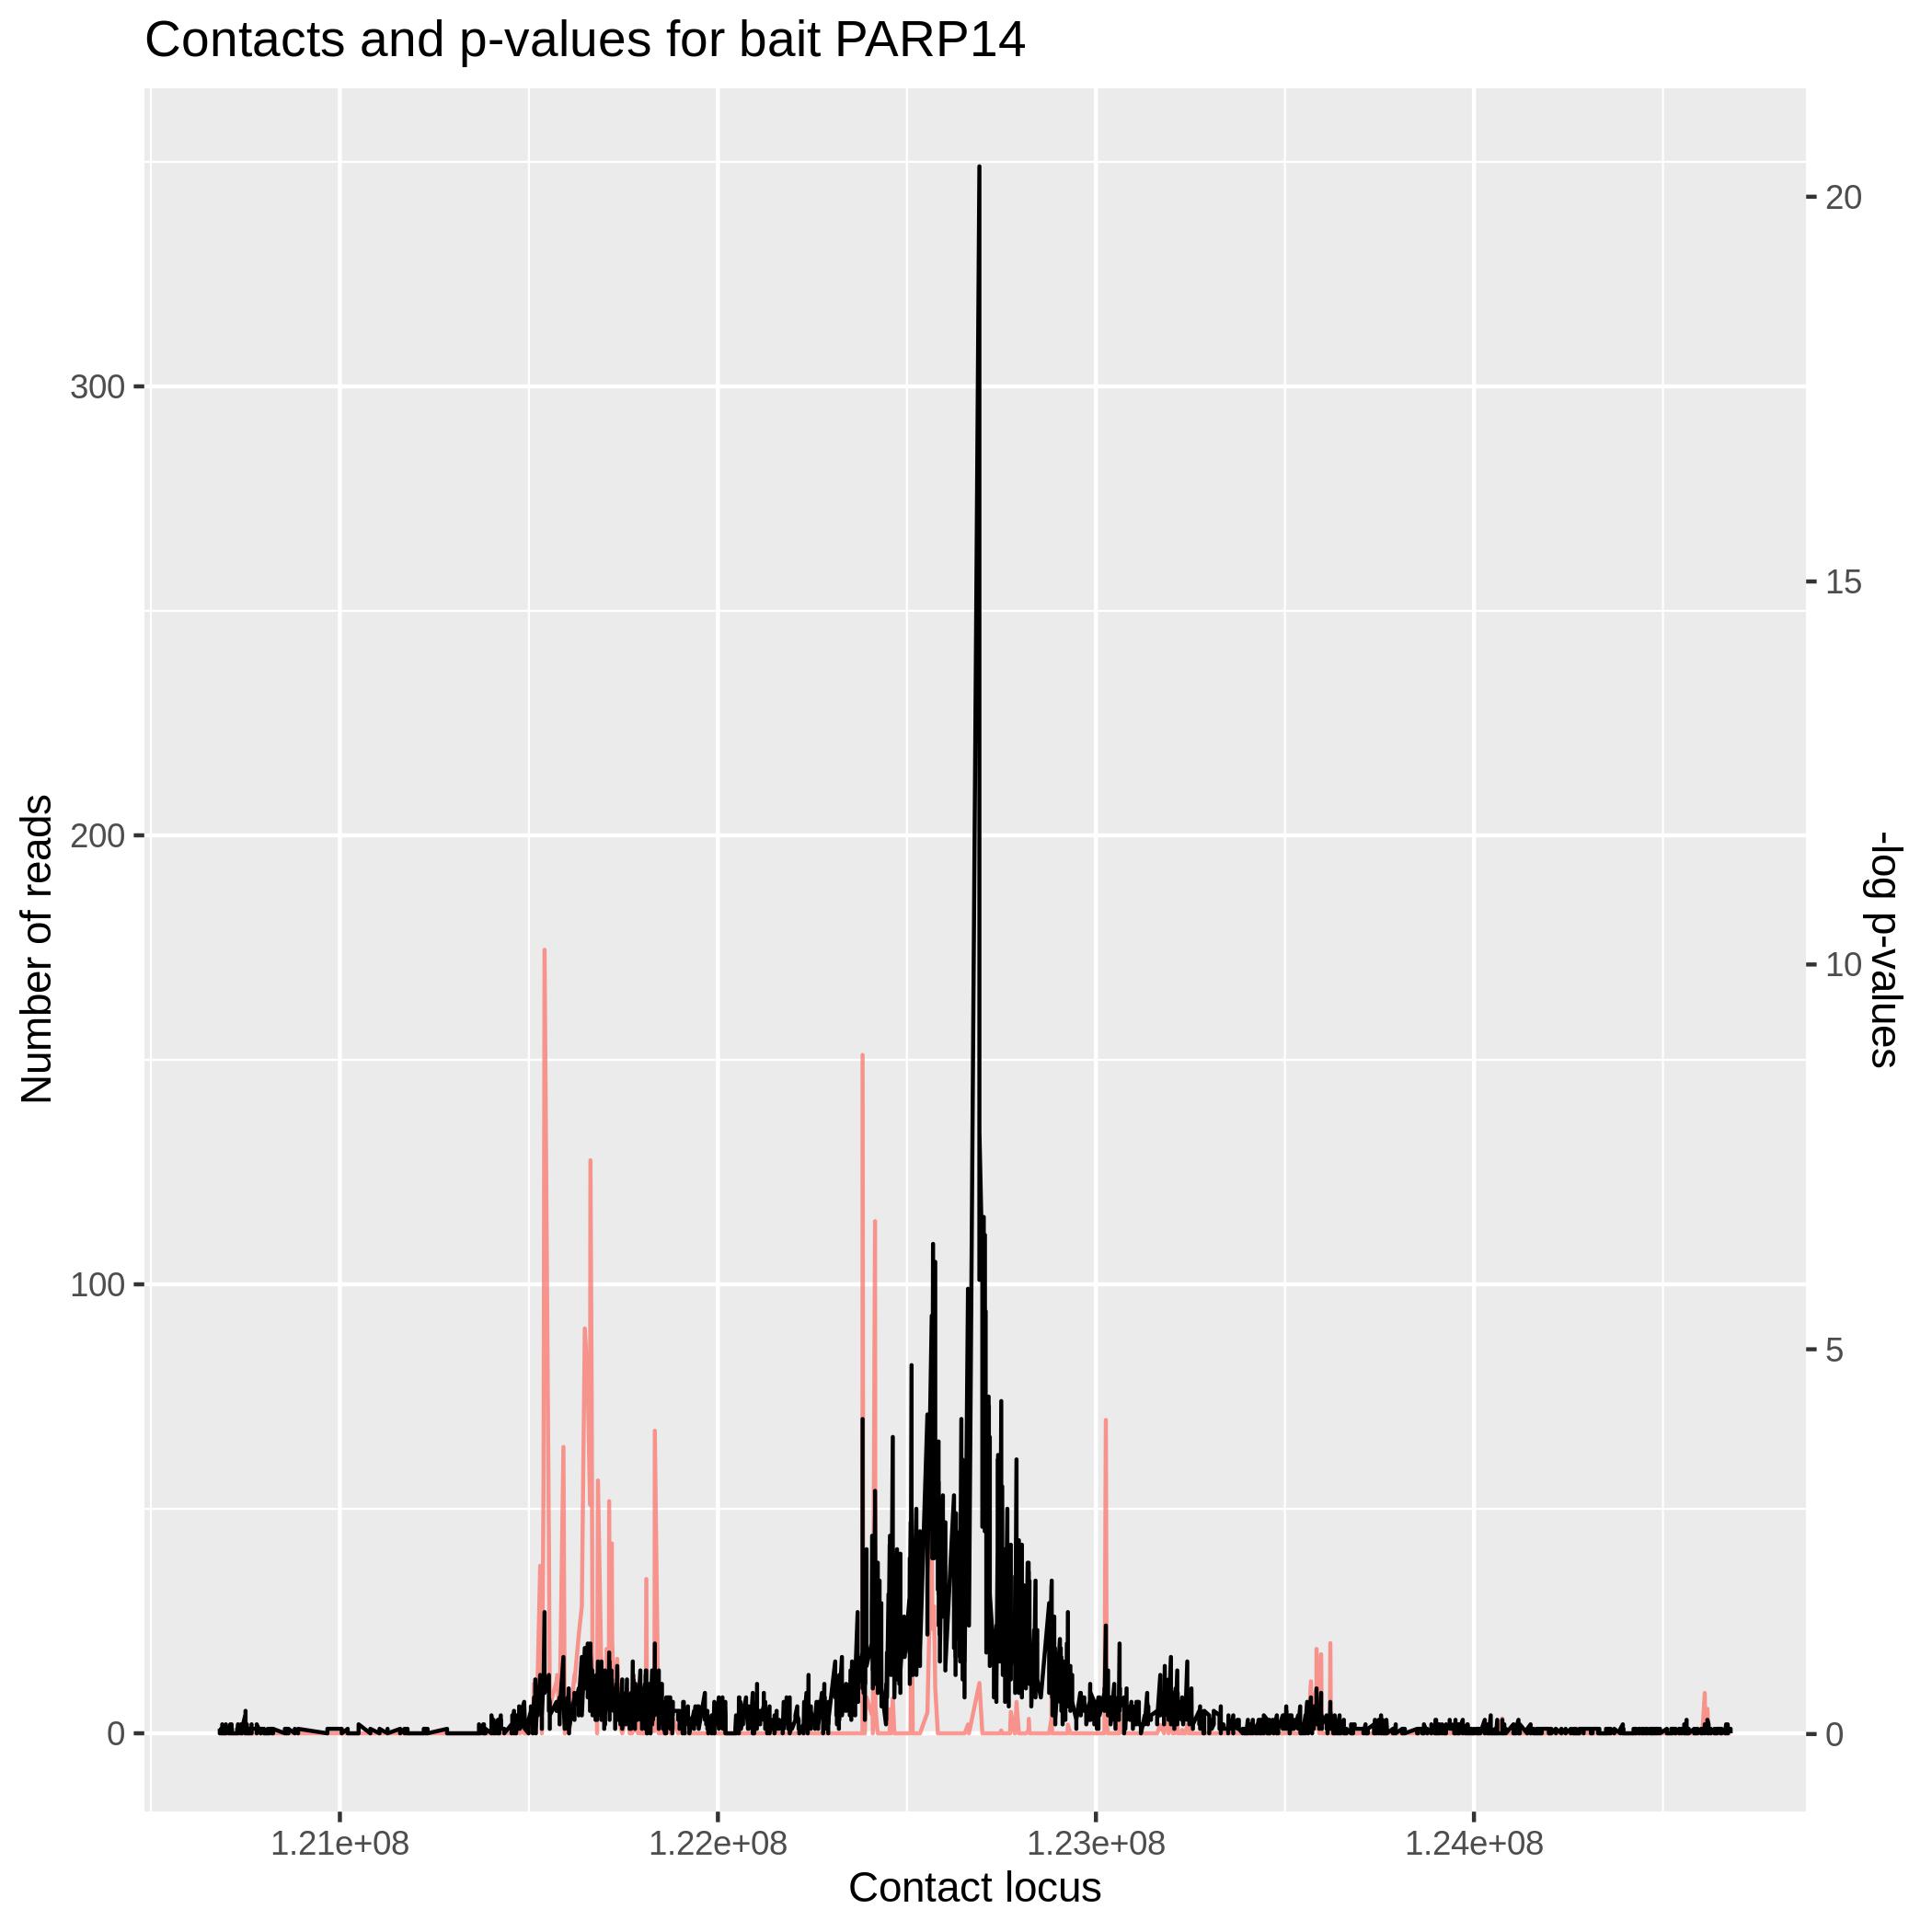 Contacts and p-values for bait PARP14
Number of reads
300
200
100
0
20
15
10
5
0
-log p-values
1.21e+08
1.22e+08
1.23e+08
1.24e+08
Contact locus